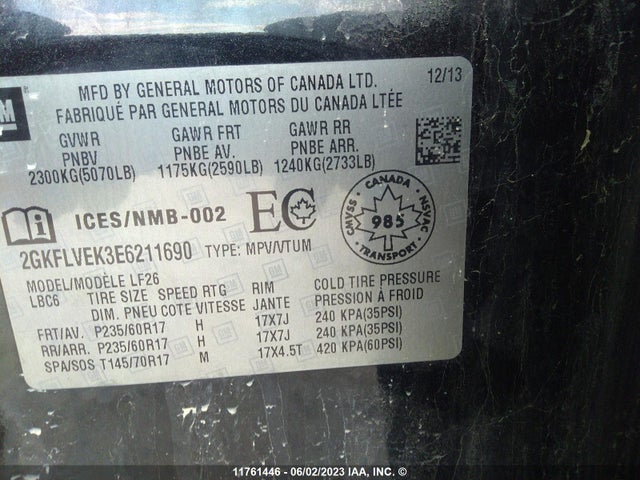 GM
MFD BY GENERAL MOTORS OF CANADA LTD. 12/13
FABRIQUÉ PAR GENERAL MOTORS DU CANADA LTÉE
GVWR GAWR FRT GAWR RR
PNBV PNBE AV. PNBE ARR.
2300KG(5070LB) 1175KG(2590LB) 1240KG(2733LB)
ICES/NMB-002 EC
CANADA
CMVSS 985 NSVAC
TRANSPORT
2GKFLVEK3E6211690 TYPE: MPV/VTUM
MODEL/MODÈLE LF26
LBC6 TIRE SIZE SPEED RTG RIM COLD TIRE PRESSURE
DIM. PNEU COTE VITESSE JANTE PRESSION À FROID
FRT/AV. P235/60R17 H 17X7J 240 KPA(35PSI)
RR/ARR. P235/60R17 H 17X7J 240 KPA(35PSI)
SPA/SOS T145/70R17 M 17X4.5T 420 KPA(60PSI)
11761446 - 06/02/2023 IAA, INC. ©